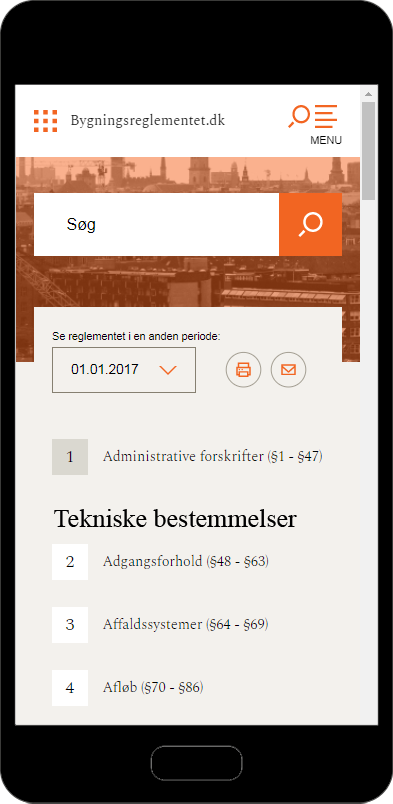 Bygningsreglementet.dk
MENU
Søg
Se reglementet i en anden periode:
01.01.2017
1 Administrative forskrifter (§1 - §47)
Tekniske bestemmelser
2 Adgangsforhold (§48 - §63)
3 Affaldssystemer (§64 - §69)
4 Afløb (§70 - §86)